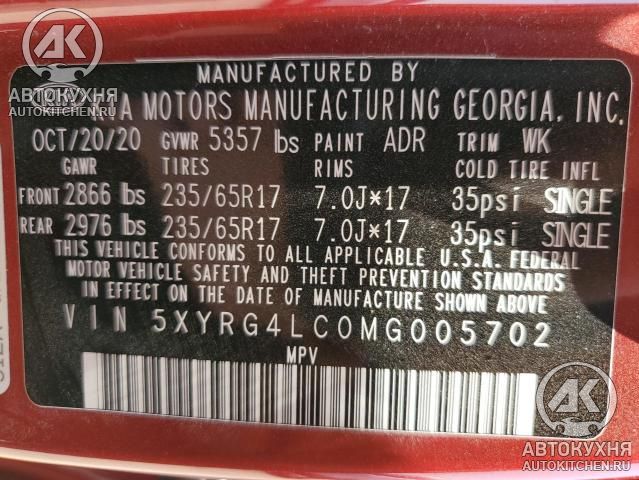 АК
АВТОКУХНЯ
AUTOKITCHEN.RU
MANUFACTURED BY
MOTORS MANUFACTURING GEORGIA, INC.
OCT/20/20 GVWR 5357 lbs PAINT ADR TRIM WK
GAWR TIRES RIMS COLD TIRE INFL
FRONT 2866 lbs 235/65R17 7.0J*17 35psi SINGLE
REAR 2976 lbs 235/65R17 7.0J*17 35psi SINGLE
THIS VEHICLE CONFORMS TO ALL APPLICABLE U.S.A. FEDERAL
MOTOR VEHICLE SAFETY AND THEFT PREVENTION STANDARDS
IN EFFECT ON THE DATE OF MANUFACTURE SHOWN ABOVE.
VIN 5XYRG4LC0MG005702
MPV
АК
АВТОКУХНЯ
AUTOKITCHEN.RU